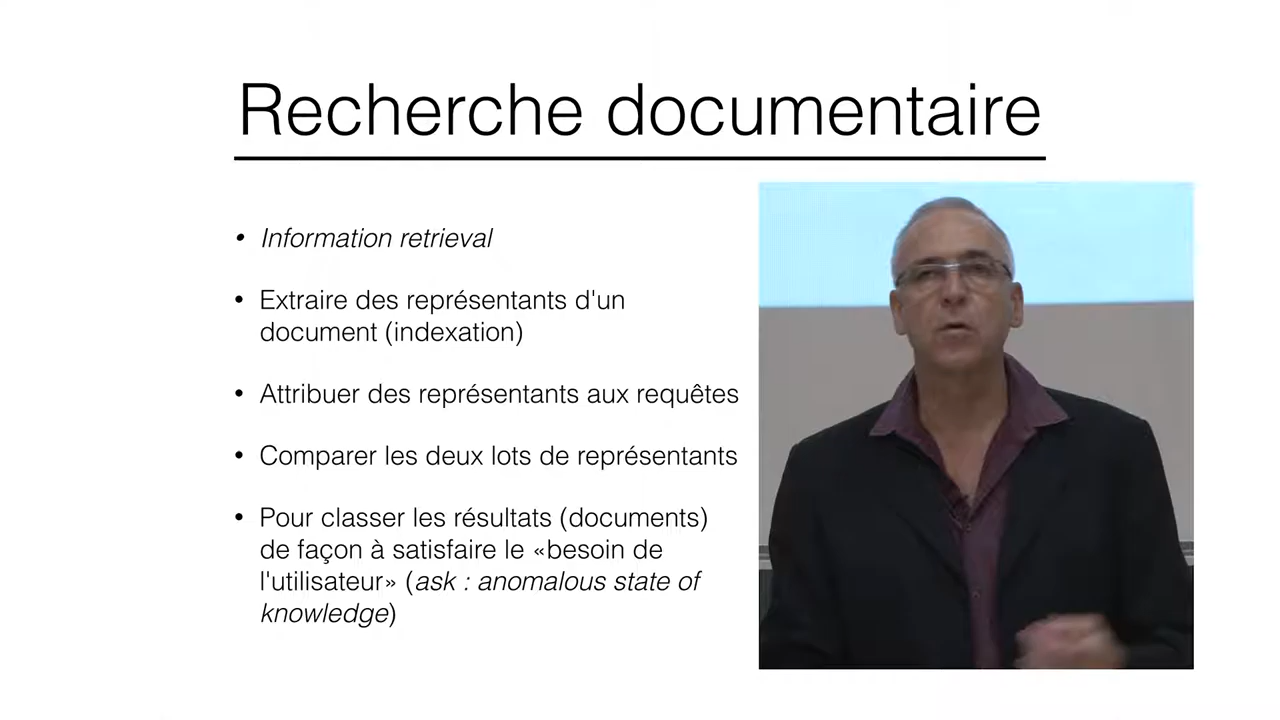 Recherche documentaire
• Information retrieval
• Extraire des représentants d'un
document (indexation)
• Attribuer des représentants aux requêtes
• Comparer les deux lots de représentants
• Pour classer les résultats (documents)
de façon à satisfaire le «besoin de
l'utilisateur» (ask : anomalous state of
knowledge)